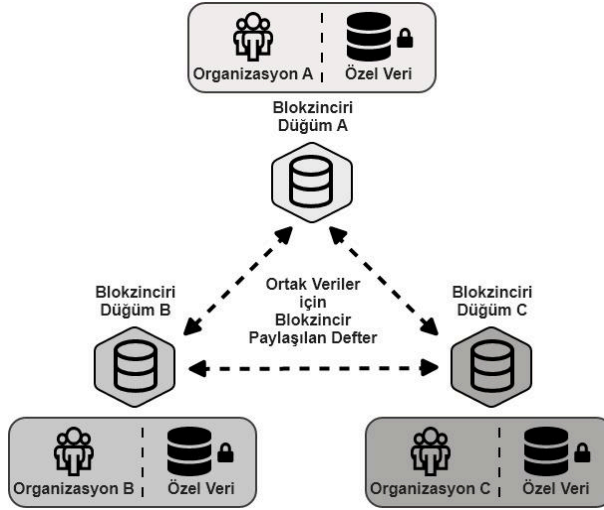 Organizasyon A
Özel Veri
Blokzinciri
Düğüm A
Ortak Veriler
için
Blokzincir
Paylaşılan Defter
Blokzinciri
Düğüm B
Blokzinciri
Düğüm C
Organizasyon B
Özel Veri
Organizasyon C
Özel Veri